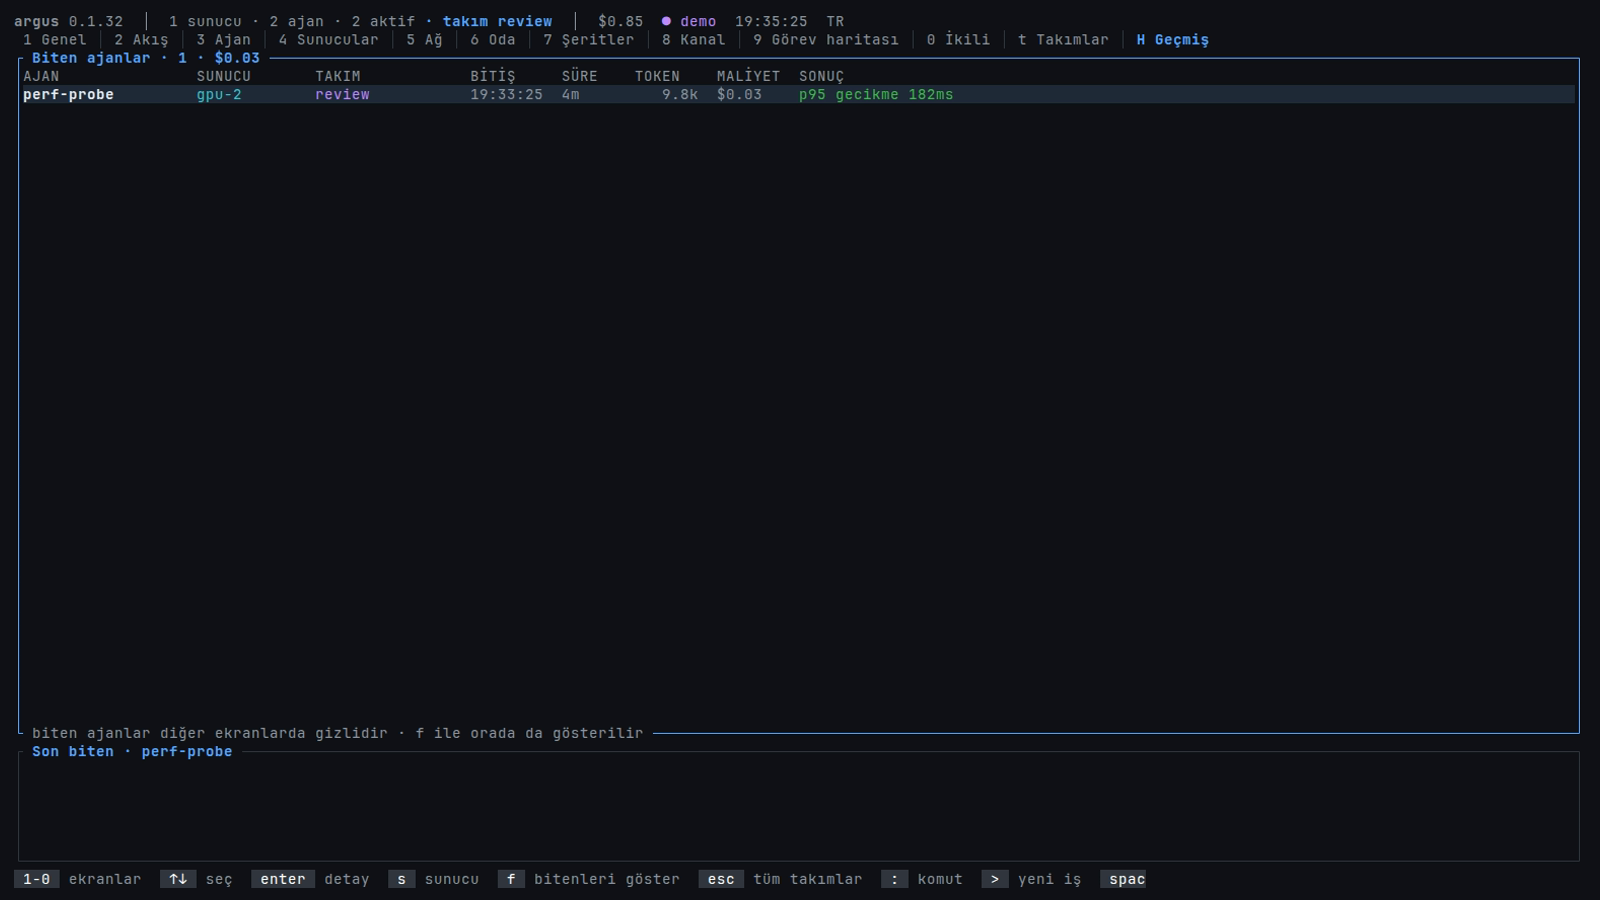 argus 0.1.32 │ 1 sunucu · 2 ajan · 2 aktif · takım review │ $0.85 ● demo 19:35:25 TR
1 Genel │ 2 Akış │ 3 Ajan │ 4 Sunucular │ 5 Ağ │ 6 Oda │ 7 Şeritler │ 8 Kanal │ 9 Görev haritası │ 0 İkili │ t Takımlar │ H Geçmiş
Biten ajanlar · 1 · $0.03
AJAN SUNUCU TAKIM BİTİŞ SÜRE TOKEN MALİYET SONUÇ
perf-probe gpu-2 review 19:33:25 4m 9.8k $0.03 p95 gecikme 182ms
biten ajanlar diğer ekranlarda gizlidir · f ile orada da gösterilir
Son biten · perf-probe
1-0 ekranlar ↑↓ seç enter detay s sunucu f bitenleri göster esc tüm takımlar : komut > yeni iş spac